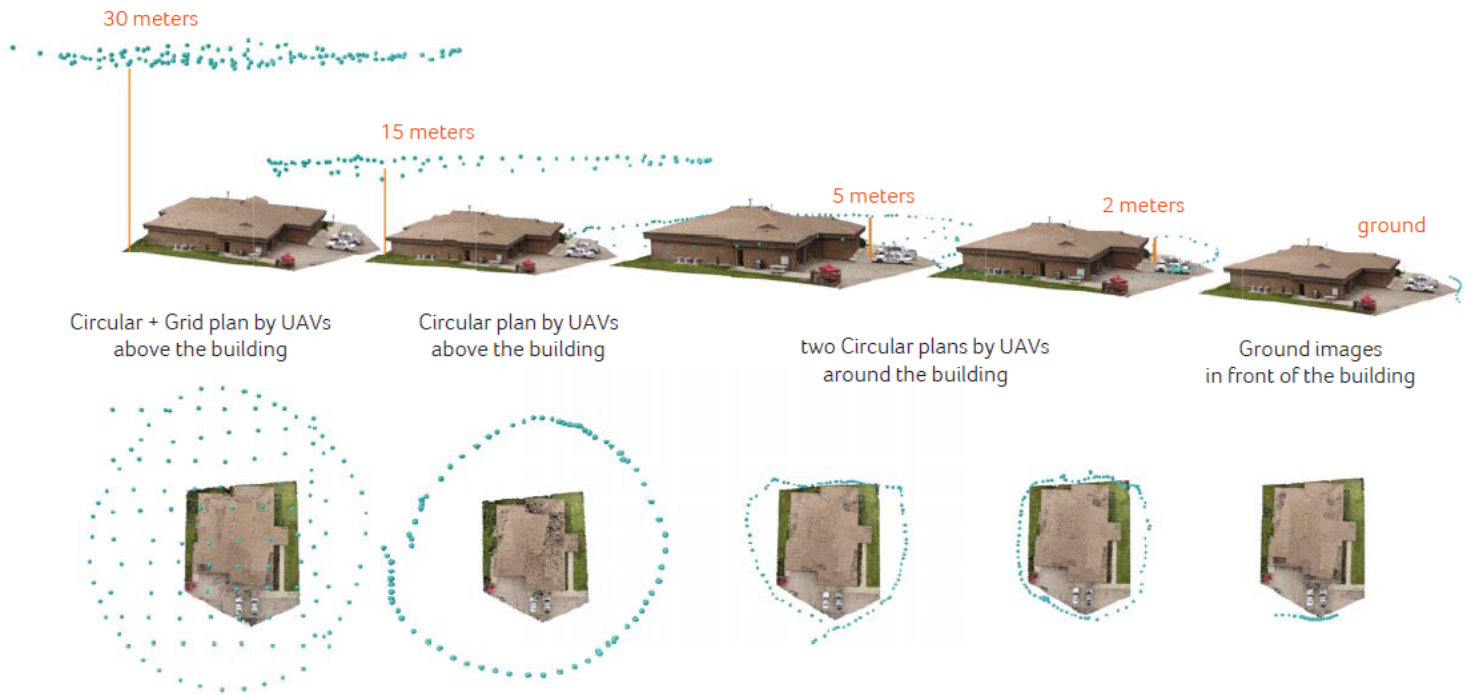 30 meters
15 meters
5 meters
2 meters
ground
Circular + Grid plan by UAVs
above the building
Circular plan by UAVs
above the building
two Circular plans by UAVs
around the building
Ground images
in front of the building